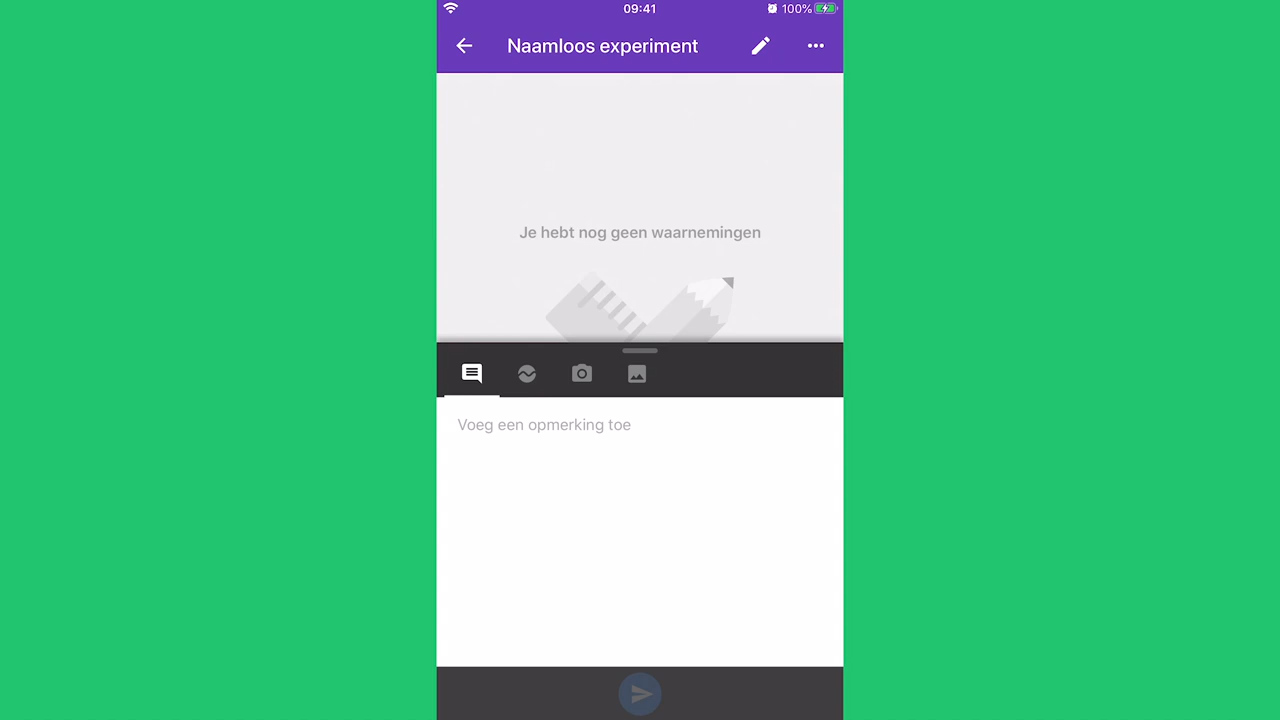 09:41
100%
Naamloos experiment
Je hebt nog geen waarnemingen
Voeg een opmerking toe